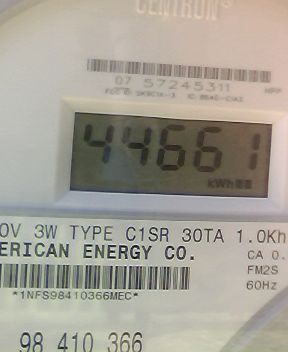 CENTRON®
07 57245311
44661
kWh
0V 3W TYPE C1SR 30TA 1.0Kh
ERICAN ENERGY CO.
CA 0.
FM2S
*1NFS98410366MEC*
60Hz
98 410 366